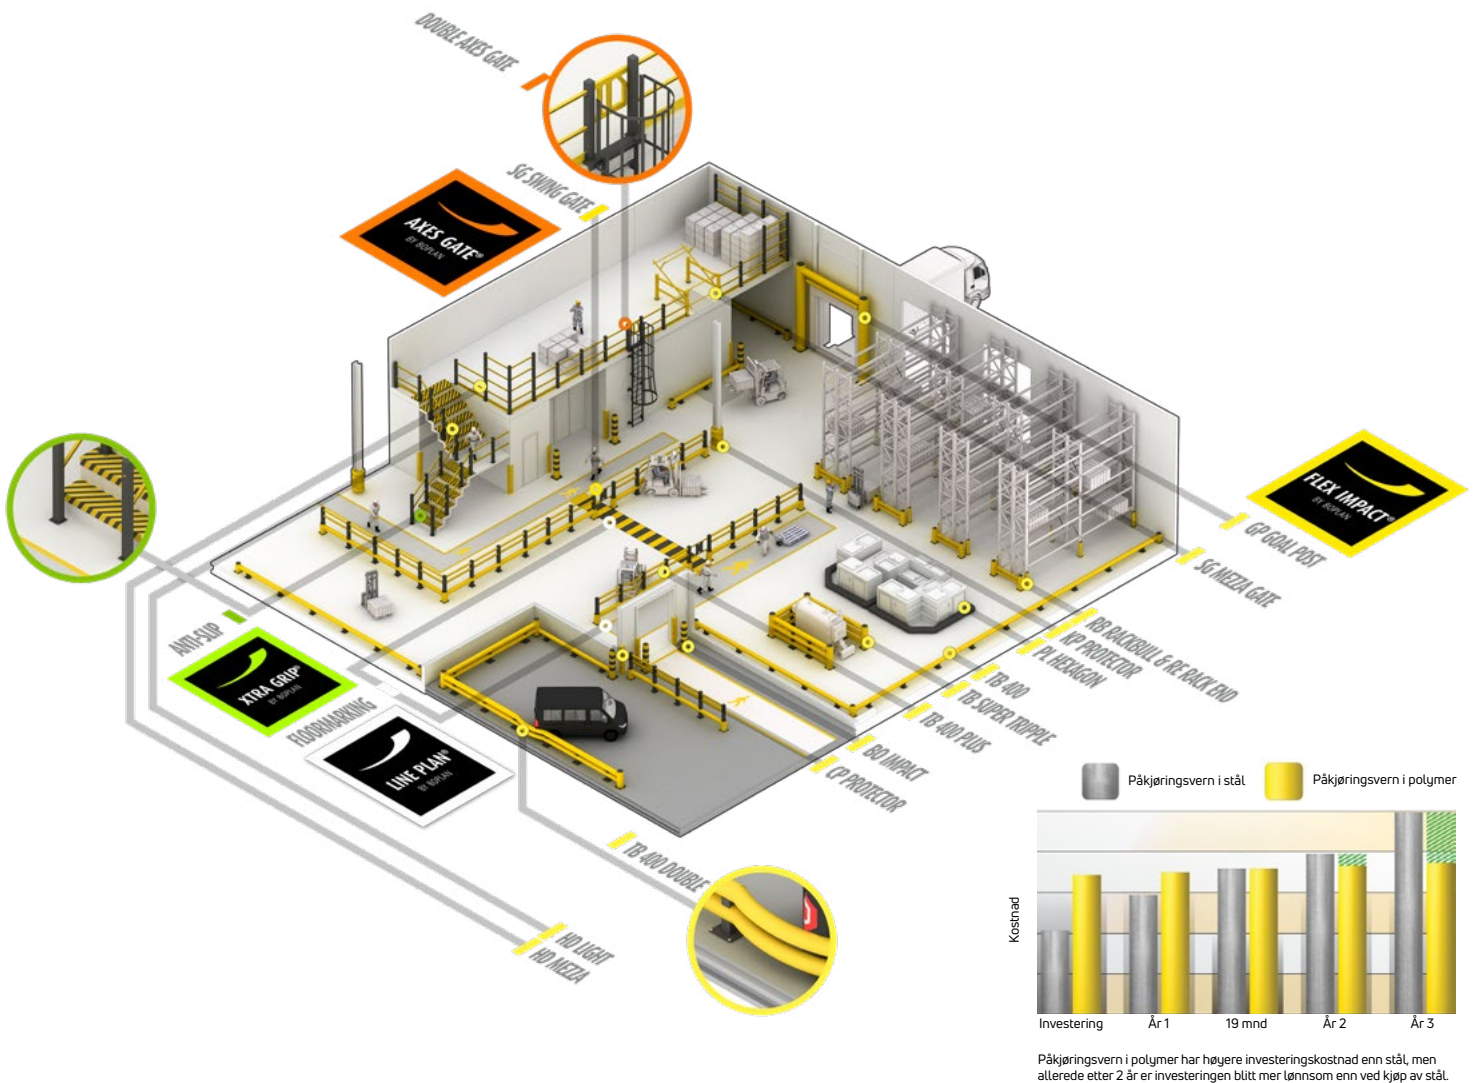 DOUBLE AXES GATE
SG SWING GATE
AXES GATE®
BY BOPLAN
FLEX IMPACT®
BY BOPLAN
GP GOAL POST
SG MEZZA GATE
RB RACKBULL & RE RACK END
KP PROTECTOR
PL HEXAGON
TB 400
TB SUPER TRIPPLE
TB 400 PLUS
BO IMPACT
CP PROTECTOR
ANTI-SLIP
XTRA GRIP®
BY BOPLAN
FLOORMARKING
LINE PLAN®
BY BOPLAN
TB 400 DOUBLE
HD LIGHT
HD MEZZA
Påkjøringsvern i stål
Påkjøringsvern i polymer
Kostnad
Investering
År 1
19 mnd
År 2
År 3
Påkjøringsvern i polymer har høyere investeringskostnad enn stål, men
allerede etter 2 år er investeringen blitt mer lønnsom enn ved kjøp av stål.